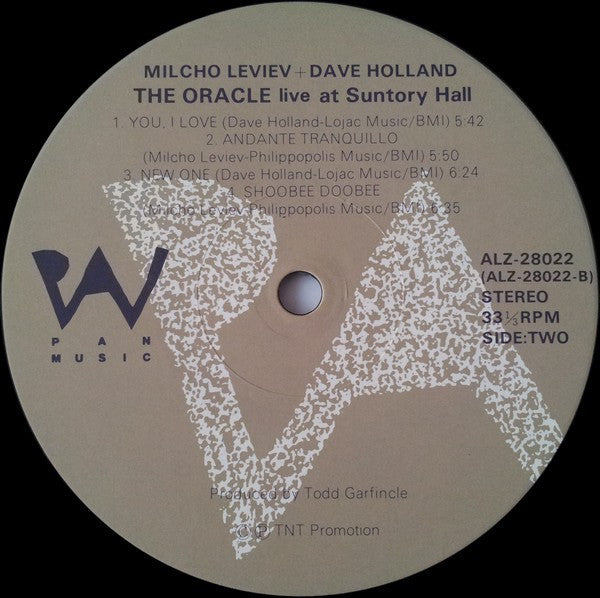 MILCHO LEVIEV + DAVE HOLLAND
THE ORACLE live at Suntory Hall
1. YOU, I LOVE (Dave Holland-Lojac Music/BMI) 5:42
2. ANDANTE TRANQUILLO
(Milcho Leviev-Philippopolis Music/BMI) 5:50
3. NEW ONE (Dave Holland-Lojac Music/BMI) 6:24
4. SHOOBEE DOOBEE
(Milcho Leviev-Philippopolis Music/BMI) 6:35
PAN
PAN
MUSIC
ALZ-28022
(ALZ-28022-B)
STEREO
33⅓RPM
SIDE:TWO
Produced by Todd Garfincle
© ℗ TNT Promotion